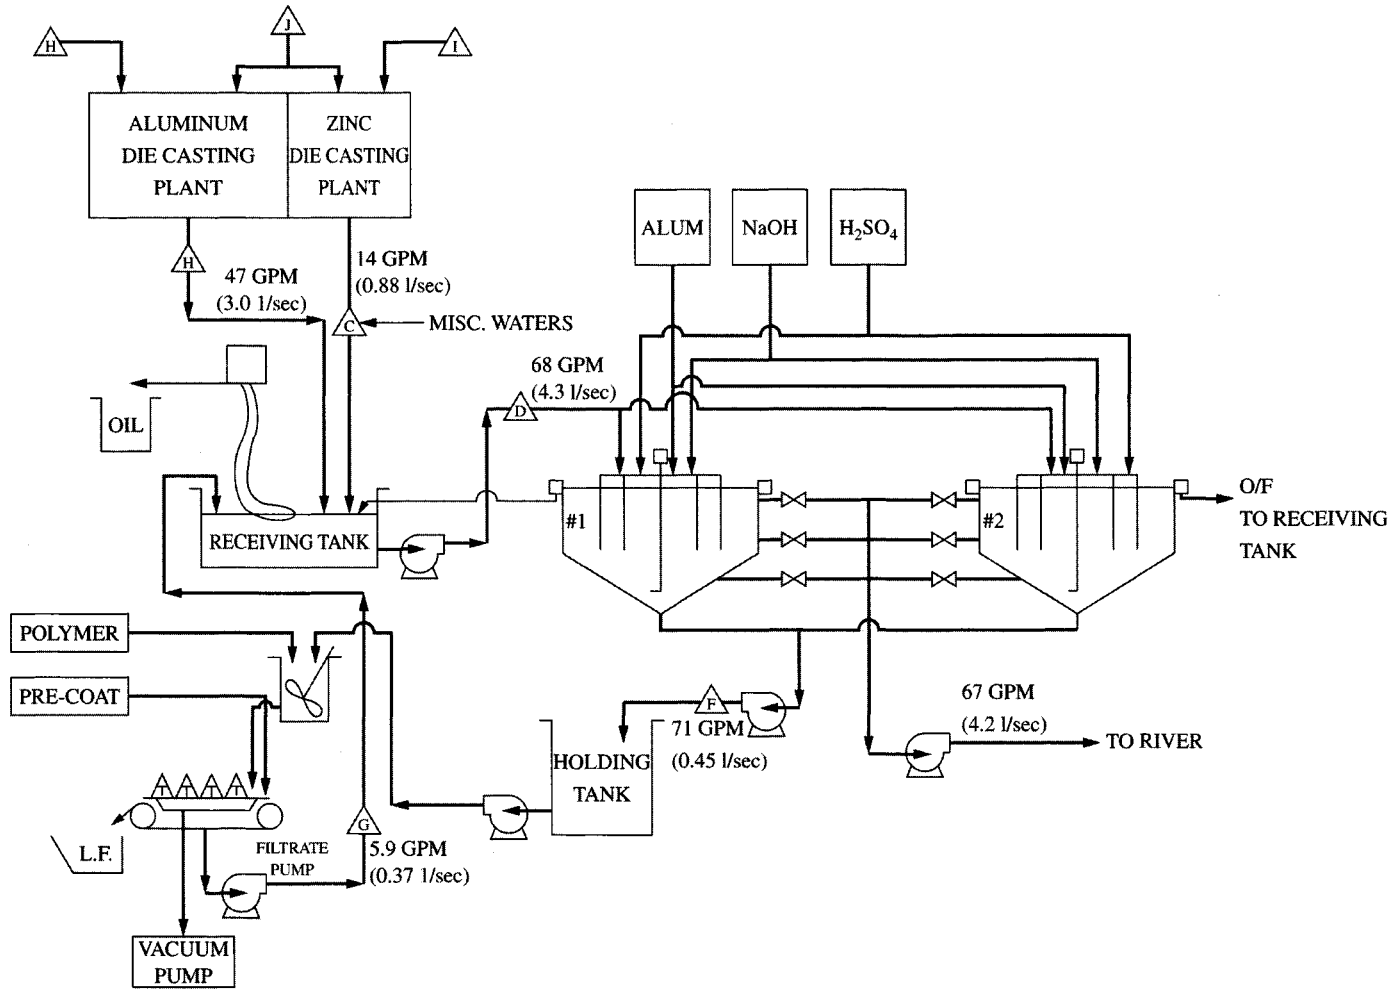 J
H
I
ALUMINUM
DIE CASTING
PLANT
ZINC
DIE CASTING
PLANT
ALUM
NaOH
H₂SO₄
H
47 GPM
(3.0 l/sec)
14 GPM
(0.88 l/sec)
C
MISC. WATERS
68 GPM
(4.3 l/sec)
D
OIL
RECEIVING TANK
#1
#2
O/F
TO RECEIVING
TANK
POLYMER
PRE-COAT
F
71 GPM
(0.45 l/sec)
67 GPM
(4.2 l/sec)
TO RIVER
HOLDING
TANK
T T T T
L.F.
G
5.9 GPM
(0.37 l/sec)
FILTRATE
PUMP
VACUUM
PUMP